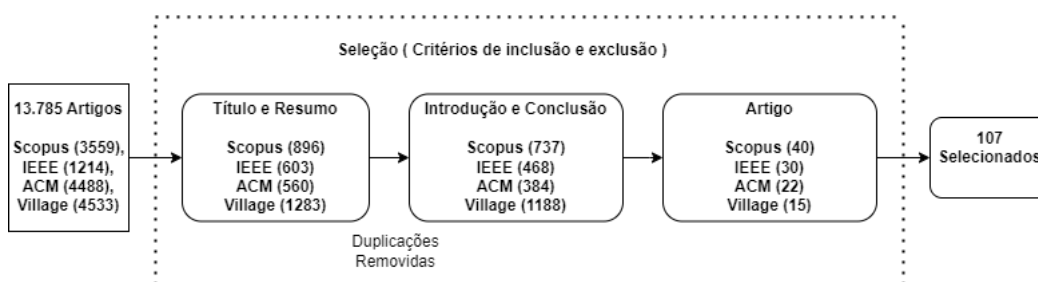 Seleção ( Critérios de inclusão e exclusão )
13.785 Artigos
Scopus (3559),
IEEE (1214),
ACM (4488),
Village (4533)
Título e Resumo
Scopus (896)
IEEE (603)
ACM (560)
Village (1283)
Duplicações
Removidas
Introdução e Conclusão
Scopus (737)
IEEE (468)
ACM (384)
Village (1188)
Artigo
Scopus (40)
IEEE (30)
ACM (22)
Village (15)
107
Selecionados